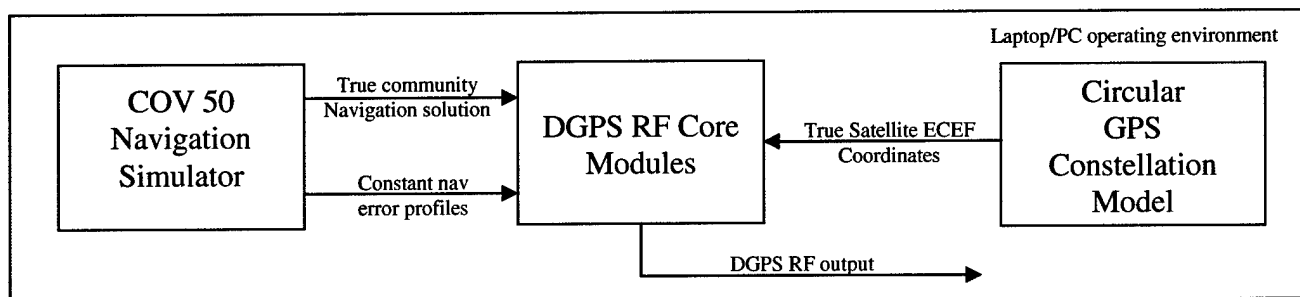 Laptop/PC operating environment
COV 50
Navigation
Simulator
True community
Navigation solution
Constant nav
error profiles
DGPS RF Core
Modules
True Satellite ECEF
Coordinates
Circular
GPS
Constellation
Model
DGPS RF output